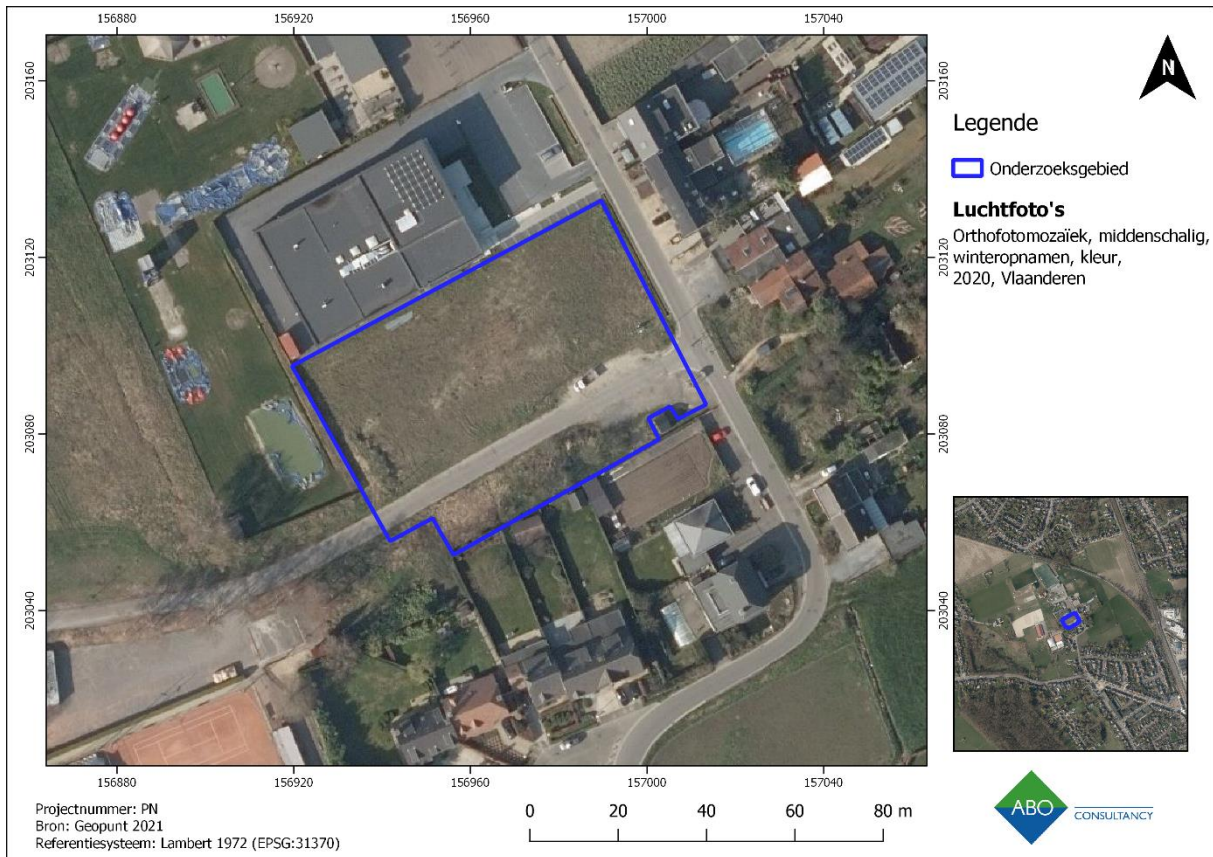 156880
156920
156960
157000
157040
203160
203160
203120
203120
203080
203080
203040
203040
156880
156920
156960
157000
157040
N
Legende
Onderzoeksgebied
Luchtfoto's
Orthofotomozaïek, middenschalig,
winteropnamen, kleur,
2020, Vlaanderen
Projectnummer: PN
Bron: Geopunt 2021
Referentiesysteem: Lambert 1972 (EPSG:31370)
0 20 40 60 80 m
ABO
CONSULTANCY